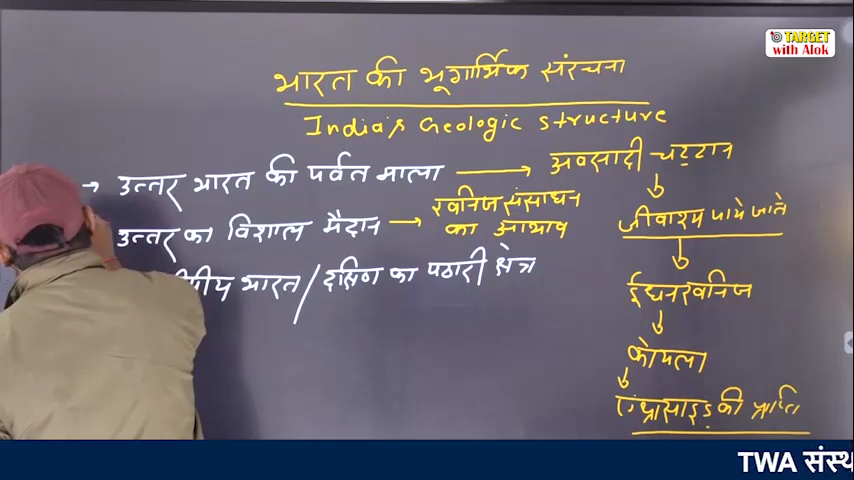 TARGET
with Alok
भारत की भूगार्भिक संरचना
India's Geologic Structure
→ उत्तर भारत की पर्वत माला → अवसादी चट्टान
↓
जीवाश्म पाये जाते
↓
ईंधन खनिज
↓
कोयला
↓
एंथ्रासाइड की प्राप्ति
उत्तर का विशाल मैदान → खनिज संसाधन
का अभाव
भारत / दक्षिण का पठारी क्षेत्र
TWA